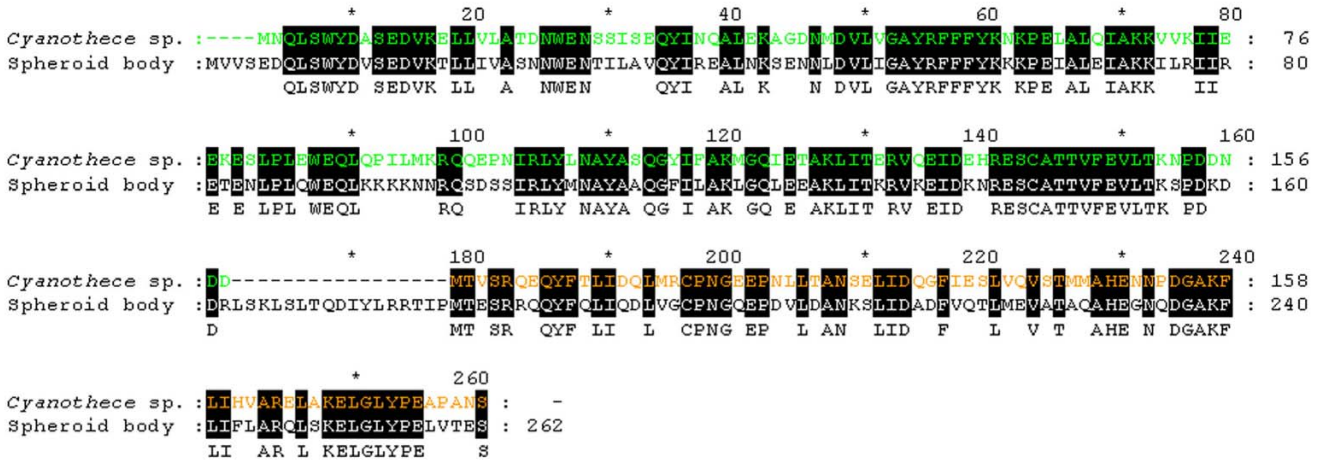 * 20 * 40 * 60 * 80
Cyanothece sp. :----MNQLSWYDASEDVKELLVLATDNWENSSISEQYINQALEKAGDNMDVLVGAYRFFFYKNKPELALQIAKKVVKIIE : 76
Spheroid body :MVVSEDQLSWYDVSEDVKTLLIVASNNWENTILAVQYIREALNKSENNLDVLIGAYRFFFYKKKPEIALEIAKKILRIIR : 80
QLSWYD SEDVK LL A NWEN QYI AL K N DVL GAYRFFFYK KPE AL IAKK II
* 100 * 120 * 140 * 160
Cyanothece sp. :EKESLPLEWEQLQPILMKRQQEPNIRLYLNAYASQGYIFAKMGQIETAKLITERVQEIDEHRESCATTVFEVLTKNPDDN : 156
Spheroid body :ETENLPLQWEQLKKKKNNRQSDSSIRLYMNAYAAQGFILAKLGQLEEAKLITKRVKEIDKNRESCATTVFEVLTKSPDKD : 160
E E LPL WEQL RQ IRLY NAYA QG I AK GQ E AKLIT RV EID RESCATTVFEVLTK PD
* 180 * 200 * 220 * 240
Cyanothece sp. :DD-----------------MTVSRQEQYFTLIDQLMRCPNGEEPNLLTANSELIDQGFIESLVQVSTMMAHENNPDGAKF : 158
Spheroid body :DRLSKLSLTQDIYLRRTIPMTESRRQQYFQLIQDLVGCPNGQEPDVLDANKSLIDADFVQTLMEVATAQAHEGNQDGAKF : 240
D MT SR QYF LI L CPNG EP L AN LID F L V T AHE N DGAKF
* 260
Cyanothece sp. :LIHVARELAKELGLYPEAPANS : -
Spheroid body :LIFLARQLSKELGLYPELVTES : 262
LI AR L KELGLYPE S